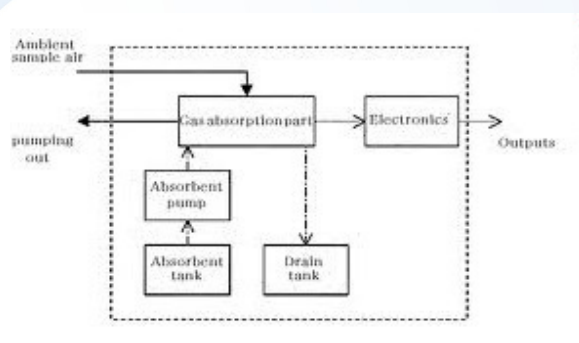 Ambient
sample air
Gas absorption part
Electronics
pumping
out
Outputs
Absorbent
pump
Absorbent
tank
Drain
tank